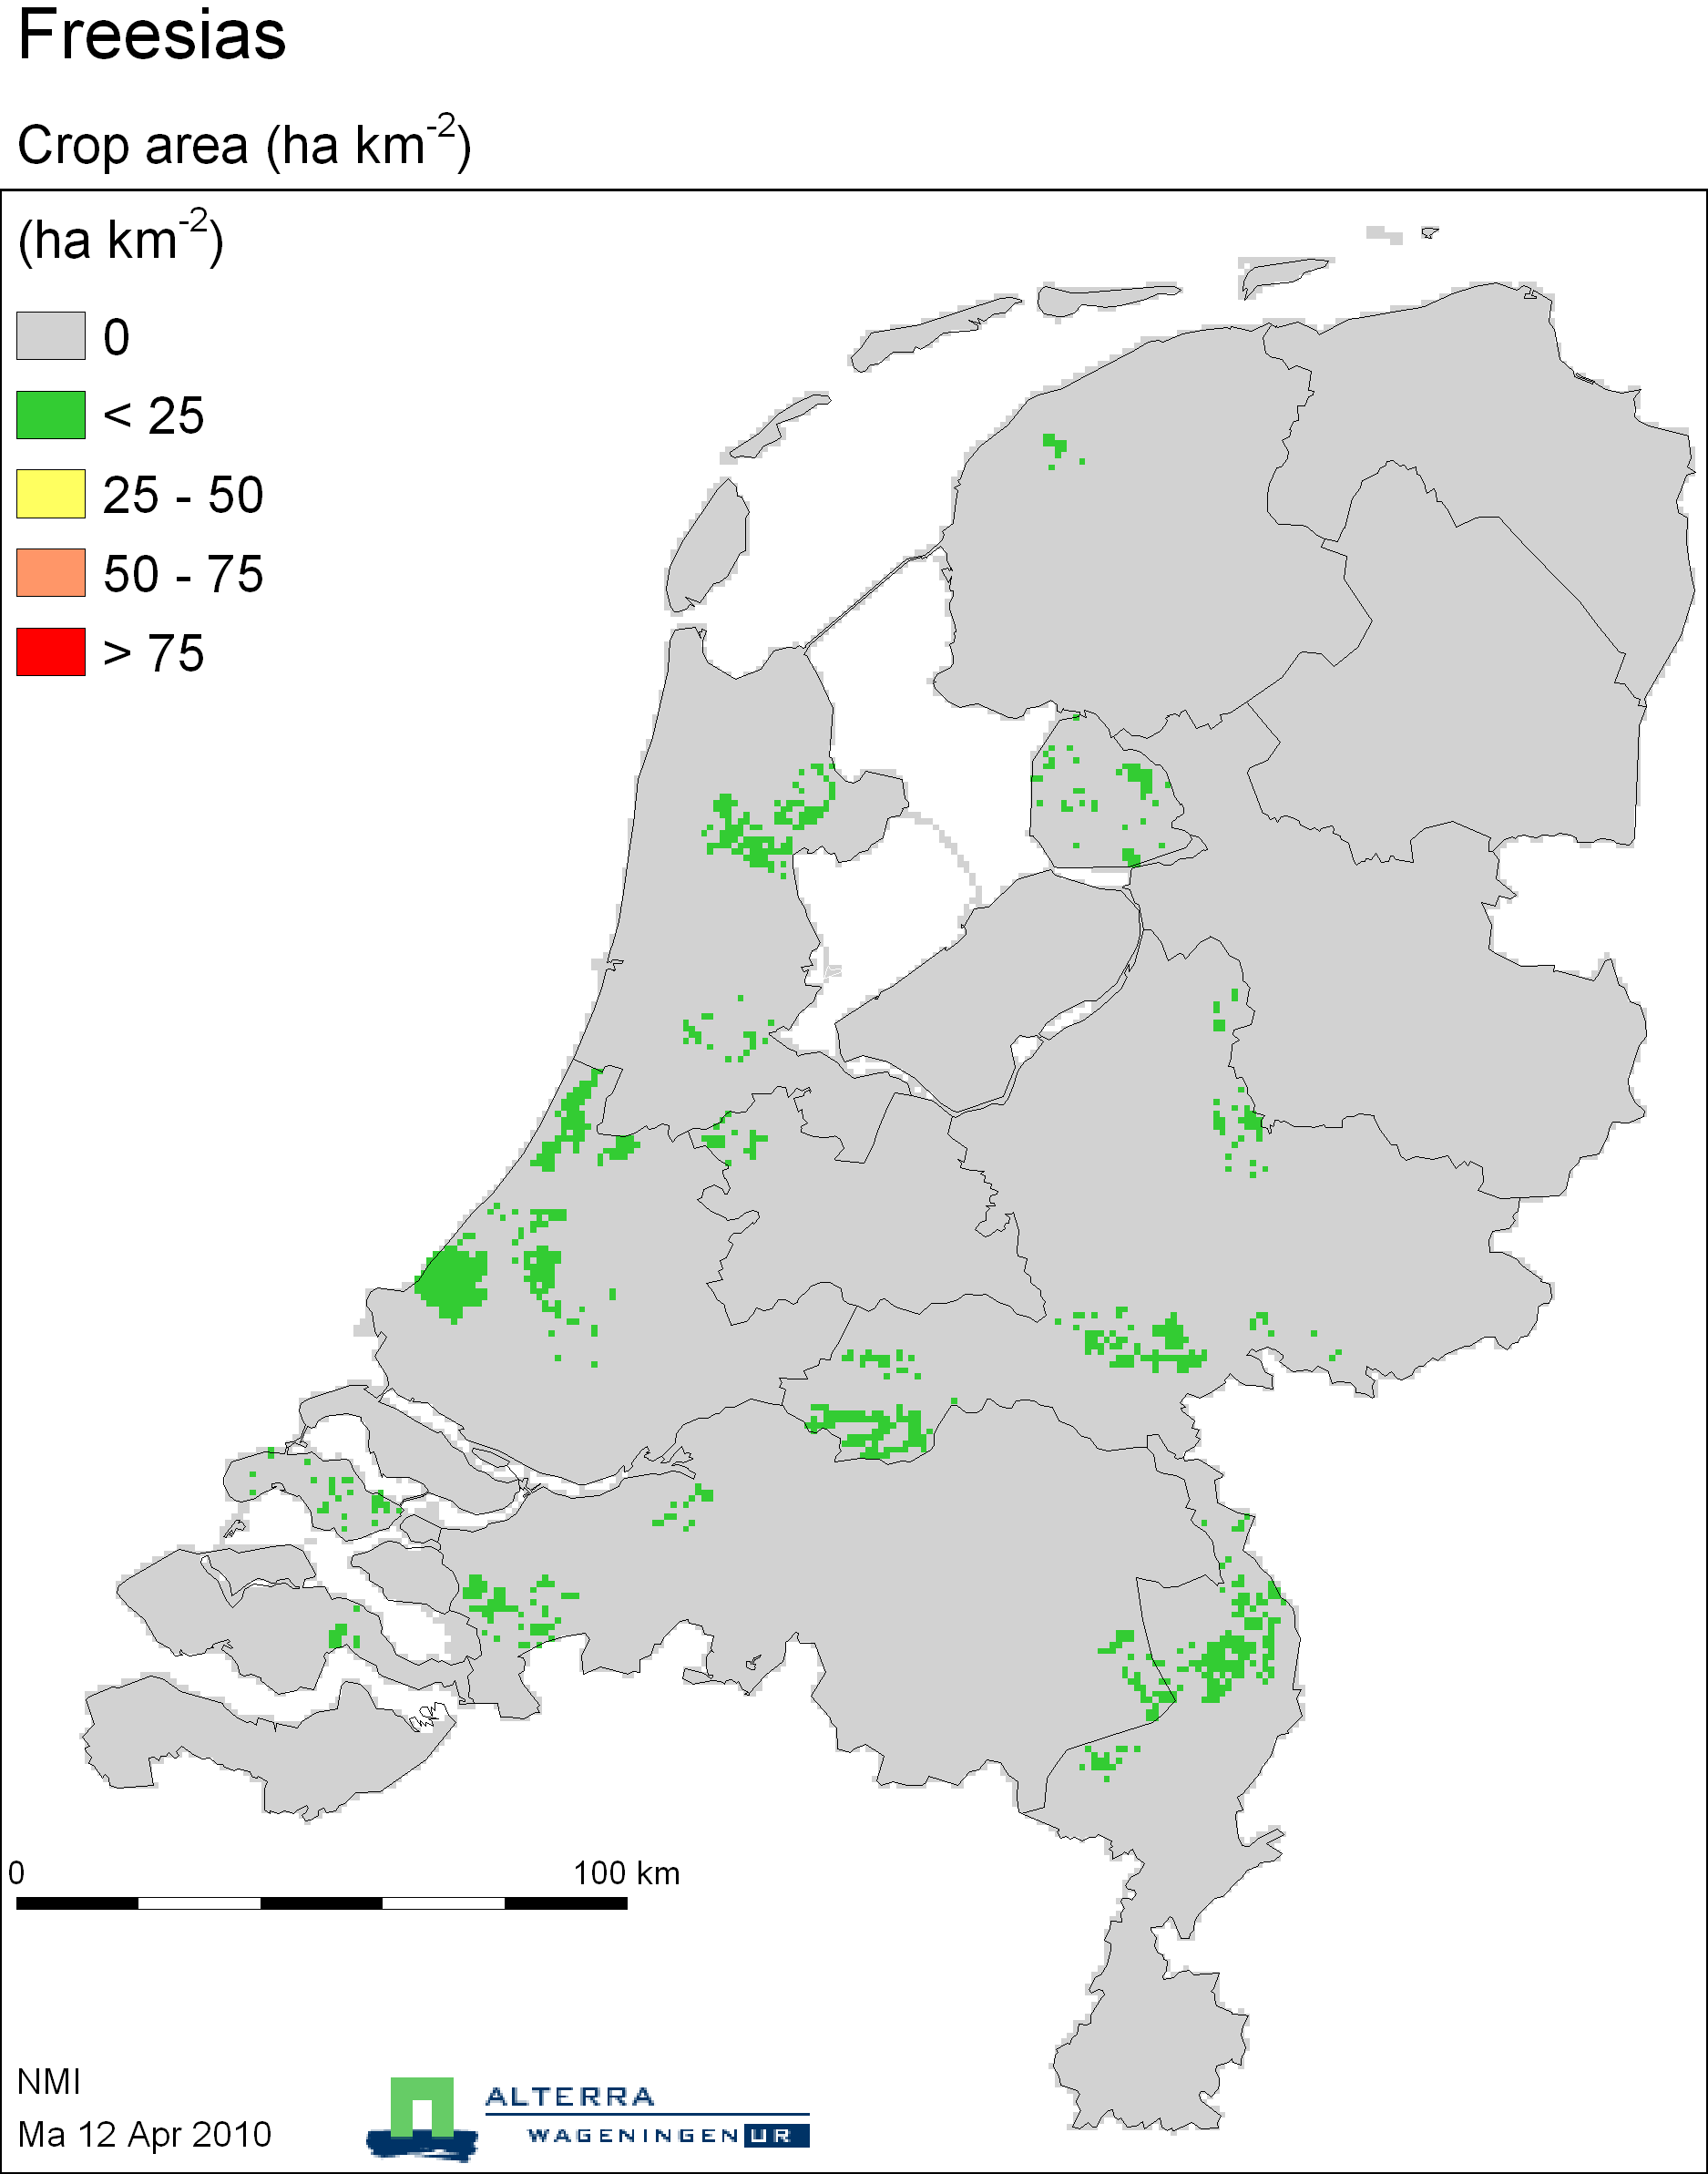 Freesias
Crop area (ha km-2)
(ha km-2)
0
< 25
25 - 50
50 - 75
> 75
0 100 km
NMI
Ma 12 Apr 2010
ALTERRA
WAGENINGEN UR